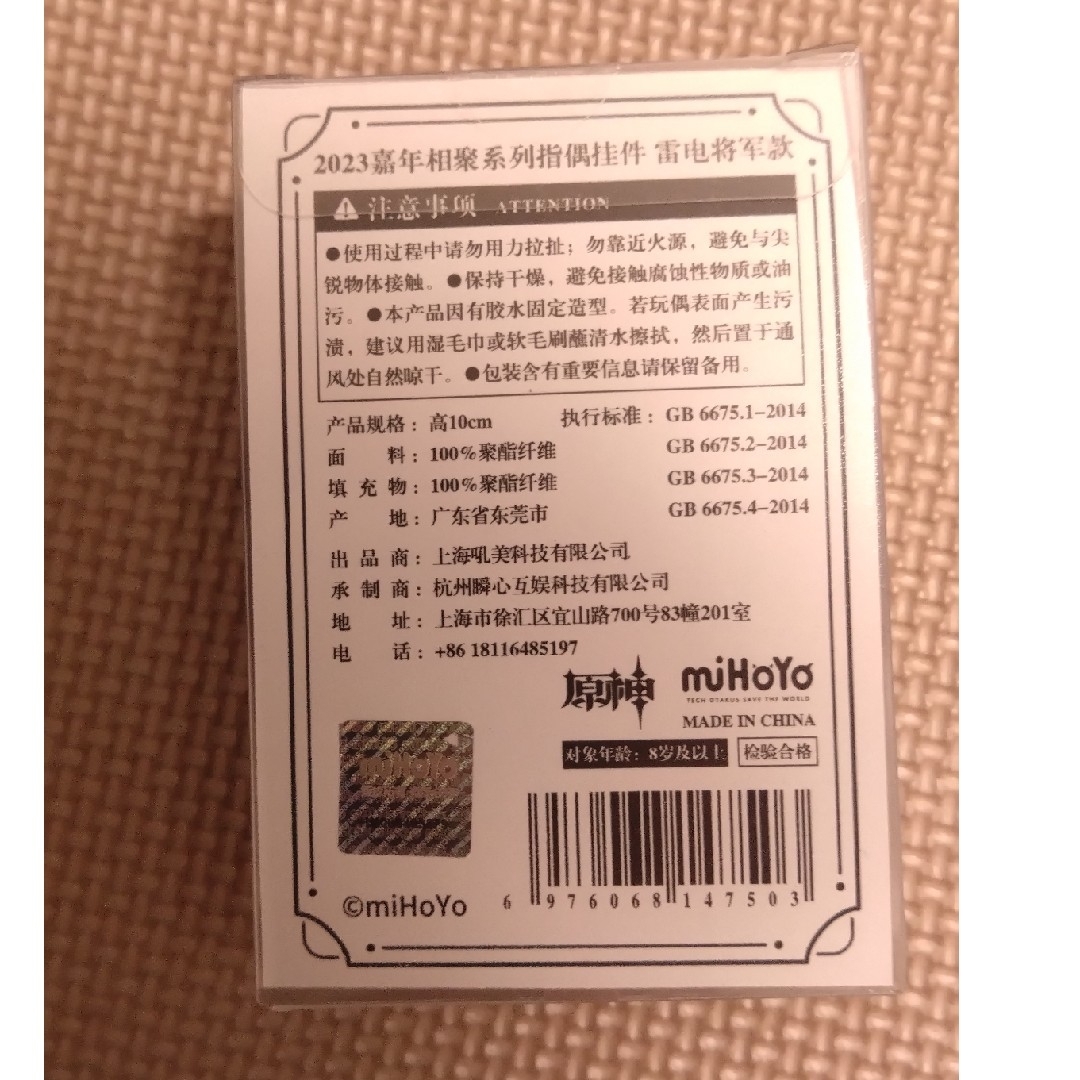 2023嘉年相聚系列指偶挂件 雷电将军款
注意事项 ATTENTION
●使用过程中请勿用力拉扯；勿靠近火源，避免与尖
锐物体接触。●保持干燥，避免接触腐蚀性物质或油
污。●本产品因有胶水固定造型。若玩偶表面产生污
渍，建议用湿毛巾或软毛刷蘸清水擦拭，然后置于通
风处自然晾干。●包装含有重要信息请保留备用。
产品规格：高10cm 执行标准：GB 6675.1-2014
面 料：100%聚酯纤维 GB 6675.2-2014
填 充 物：100%聚酯纤维 GB 6675.3-2014
产 地：广东省东莞市 GB 6675.4-2014
出 品 商：上海吼美科技有限公司
承 制 商：杭州瞬心互娱科技有限公司
地 址：上海市徐汇区宜山路700号83幢201室
电 话：+86 18116485197
原神 miHoYo
TECH OTAKUS SAVE THE WORLD
MADE IN CHINA
对象年龄：8岁及以上 检验合格
miHoYo
©miHoYo
6 976068 147503